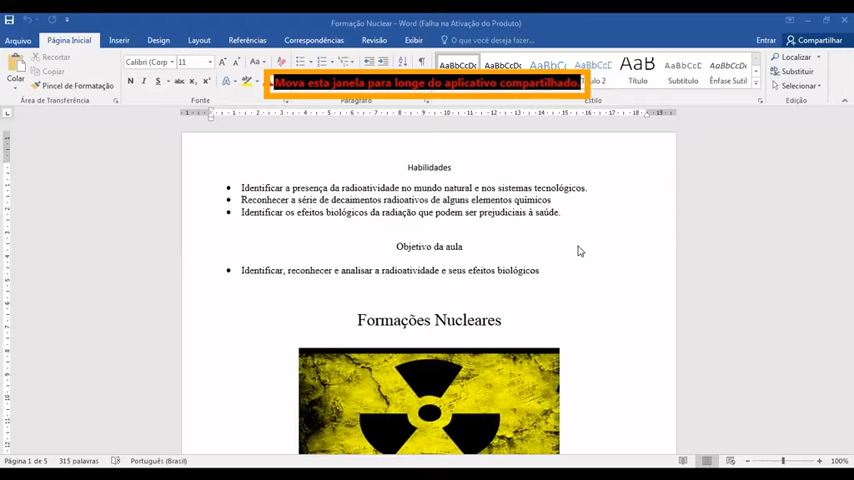 Formação Nuclear - Word (Falha na Ativação do Produto)
Arquivo Página Inicial Inserir Design Layout Referências Correspondências Revisão Exibir O que você deseja fazer... Entrar Compartilhar
Colar
Recortar
Copiar
Pincel de Formatação
Área de Transferência
Calibri (Corp 11
N I S
Fonte
Mova esta janela para longe do aplicativo compartilhado.
Parágrafo
AaBbCcDc AaBbCcDc AaBbCc AaBbCcD AaB AaBbCcD AaBbCcDc
2 Título Subtítulo Ênfase Sutil
Estilo
Localizar
Substituir
Selecionar
Edição
Habilidades
• Identificar a presença da radioatividade no mundo natural e nos sistemas tecnológicos.
• Reconhecer a série de decaimentos radioativos de alguns elementos químicos
• Identificar os efeitos biológicos da radiação que podem ser prejudiciais à saúde.
Objetivo da aula
• Identificar, reconhecer e analisar a radioatividade e seus efeitos biológicos
Formações Nucleares
Página 1 de 5 315 palavras Português (Brasil) 100%